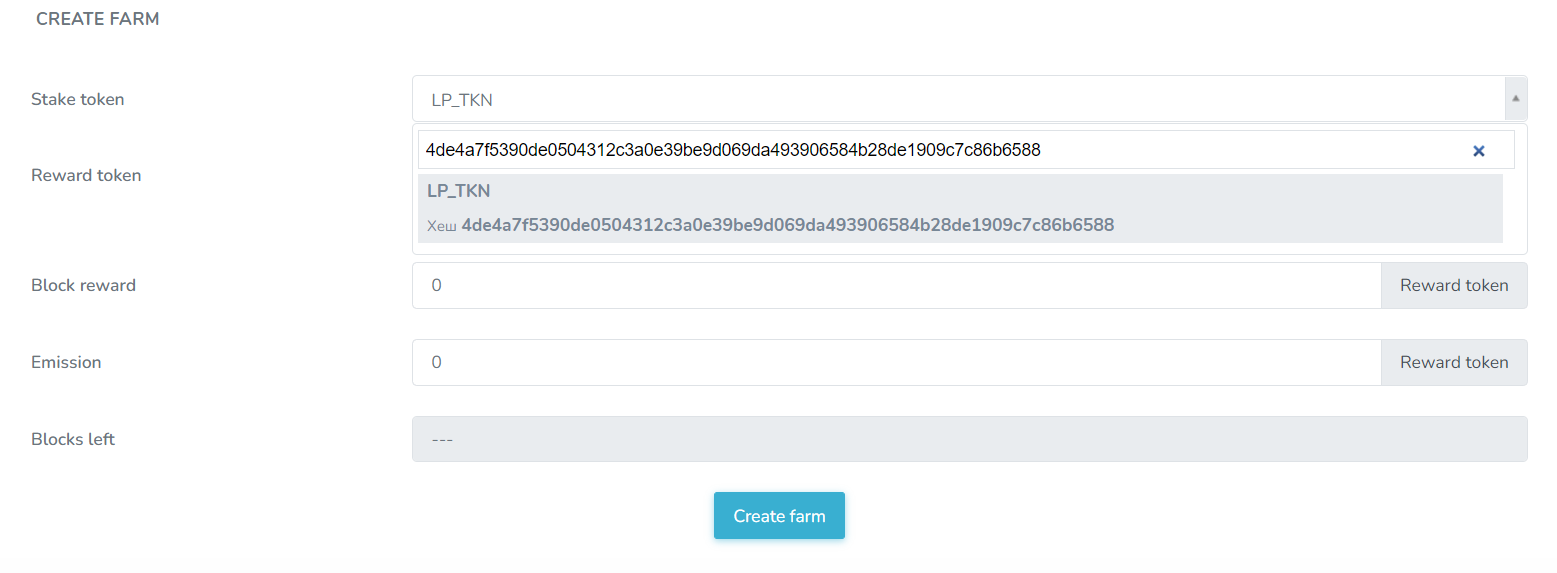 CREATE FARM
Stake token
LP_TKN
4de4a7f5390de0504312c3a0e39be9d069da493906584b28de1909c7c86b6588
Reward token
LP_TKN
Хеш 4de4a7f5390de0504312c3a0e39be9d069da493906584b28de1909c7c86b6588
Block reward
0
Reward token
Emission
0
Reward token
Blocks left
---
Create farm